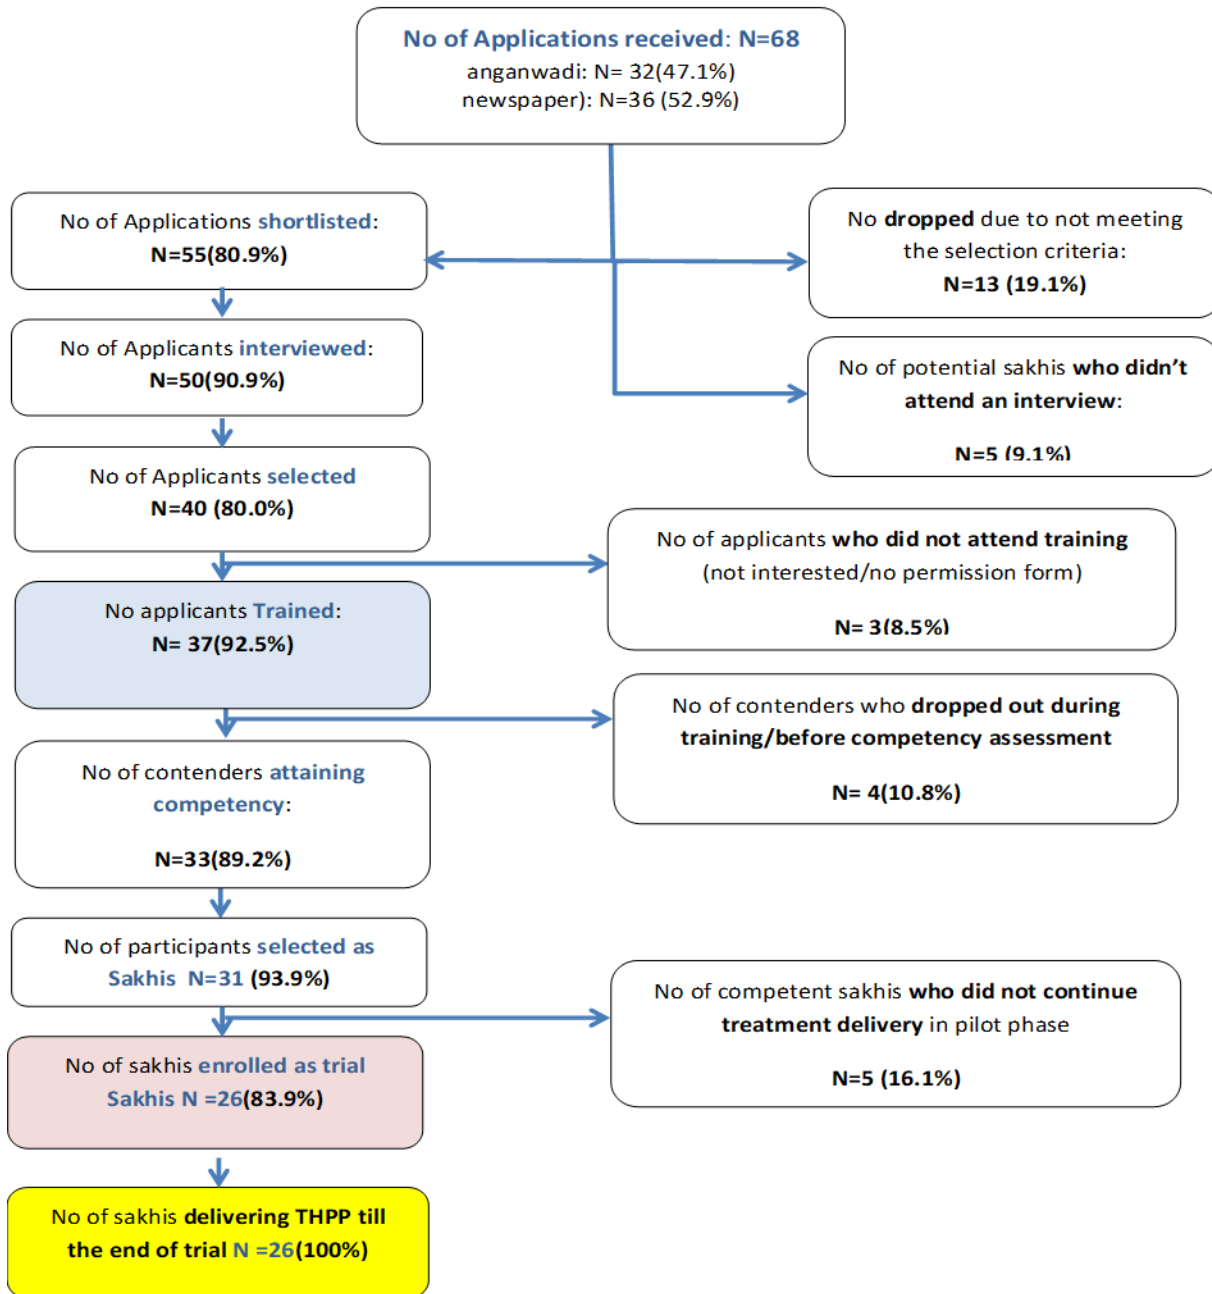 No of Applications received: N=68
anganwadi: N= 32(47.1%)
newspaper): N=36 (52.9%)
No of Applications shortlisted:
N=55(80.9%)
No dropped due to not meeting
the selection criteria:
N=13 (19.1%)
No of Applicants interviewed:
N=50(90.9%)
No of potential sakhis who didn’t
attend an interview:
N=5 (9.1%)
No of Applicants selected
N=40 (80.0%)
No of applicants who did not attend training
(not interested/no permission form)
N= 3(8.5%)
No applicants Trained:
N= 37(92.5%)
No of contenders who dropped out during
training/before competency assessment
N= 4(10.8%)
No of contenders attaining
competency:
N=33(89.2%)
No of participants selected as
Sakhis N=31 (93.9%)
No of competent sakhis who did not continue
treatment delivery in pilot phase
N=5 (16.1%)
No of sakhis enrolled as trial
Sakhis N =26(83.9%)
No of sakhis delivering THPP till
the end of trial N =26(100%)